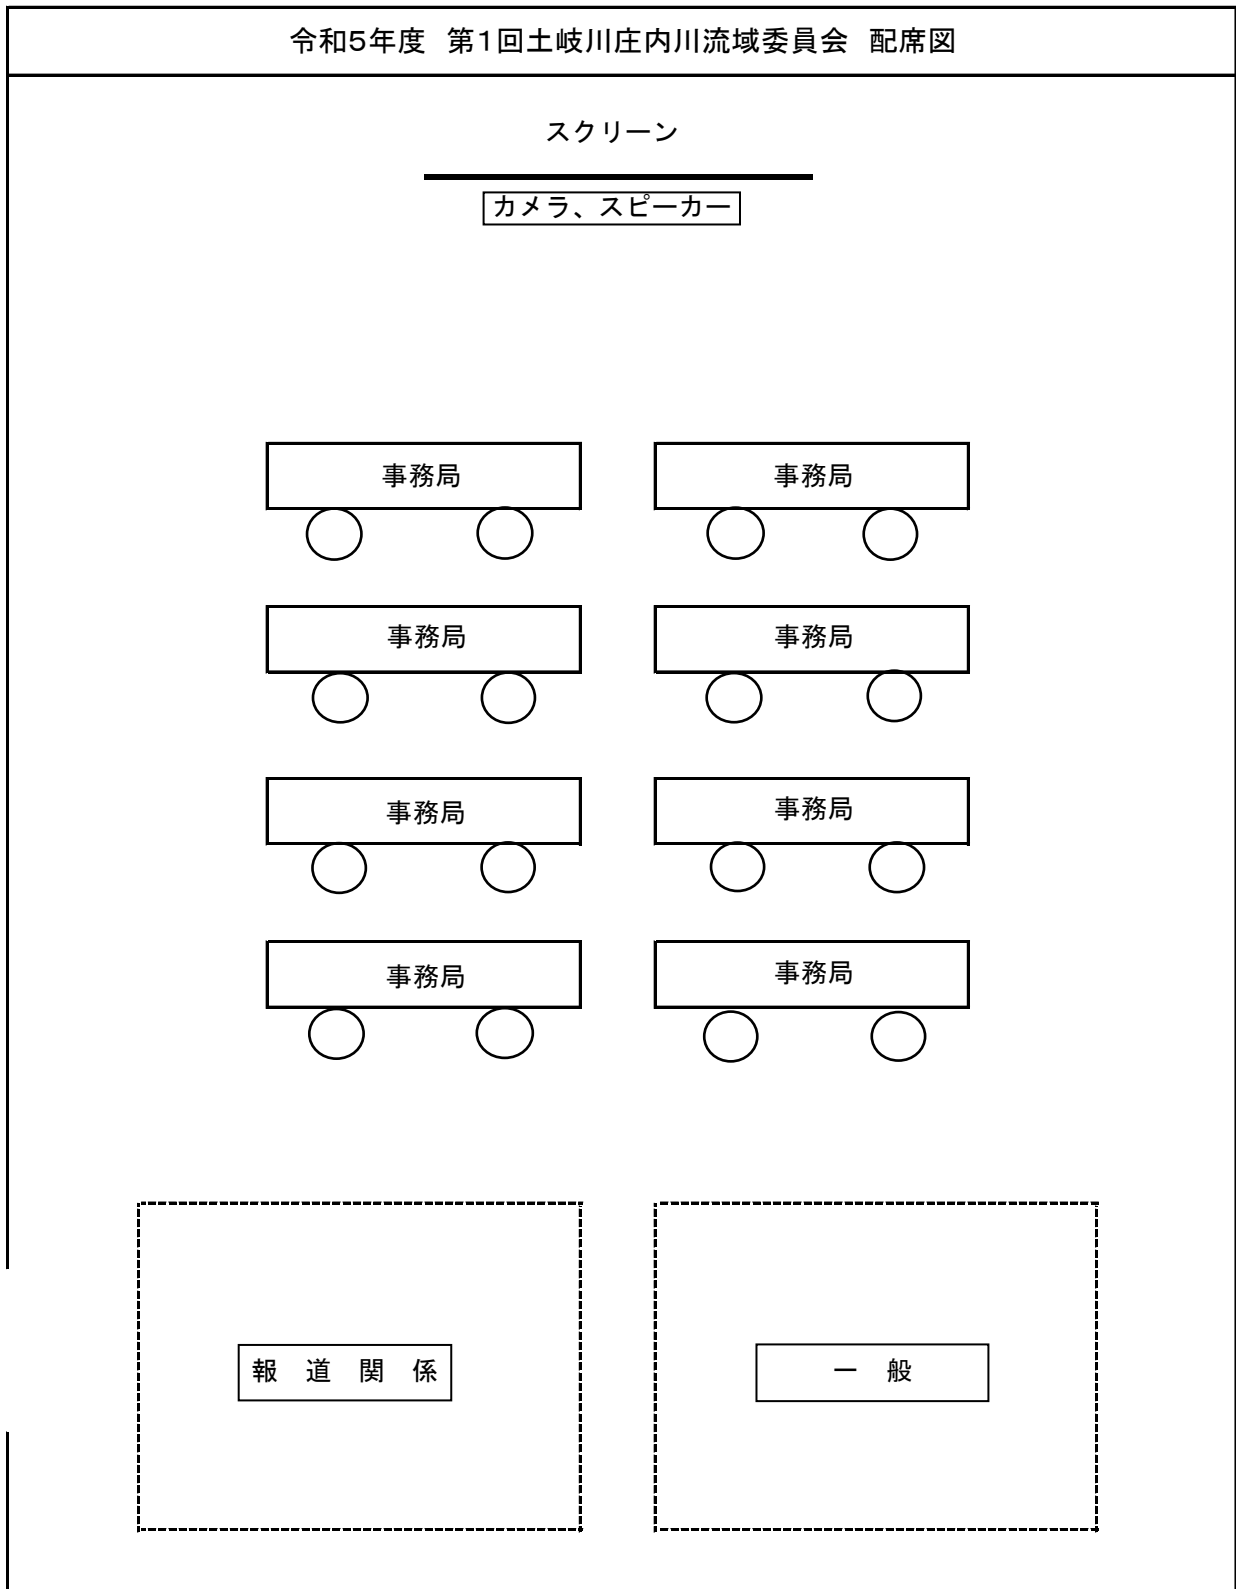 令和5年度　第1回土岐川庄内川流域委員会　配席図
スクリーン
カメラ、スピーカー
事務局　事務局
事務局　事務局
事務局　事務局
事務局　事務局
報　道　関　係　一　般